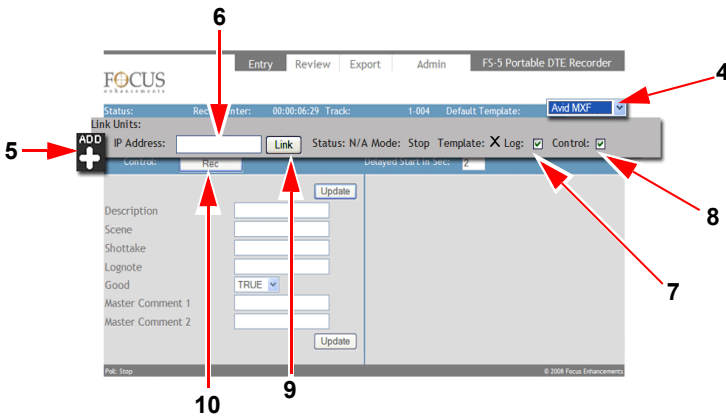 6
Entry Review Export Admin FS-5 Portable DTE Recorder
4
FOCUS
enhancements
Status: Rec nter: 00:00:06:29 Track: 1-004 Default Template: Avid MXF
Link Units:
5
ADD
IP Address: Link Status: N/A Mode: Stop Template: X Log: Control:
Control: Rec Delayed Start in Sec: 2
8
Update
Description
Scene
Shottake
Lognote
7
Good TRUE
Master Comment 1
Master Comment 2
Update
Poll: Stop © 2008 Focus Enhancements
9
10